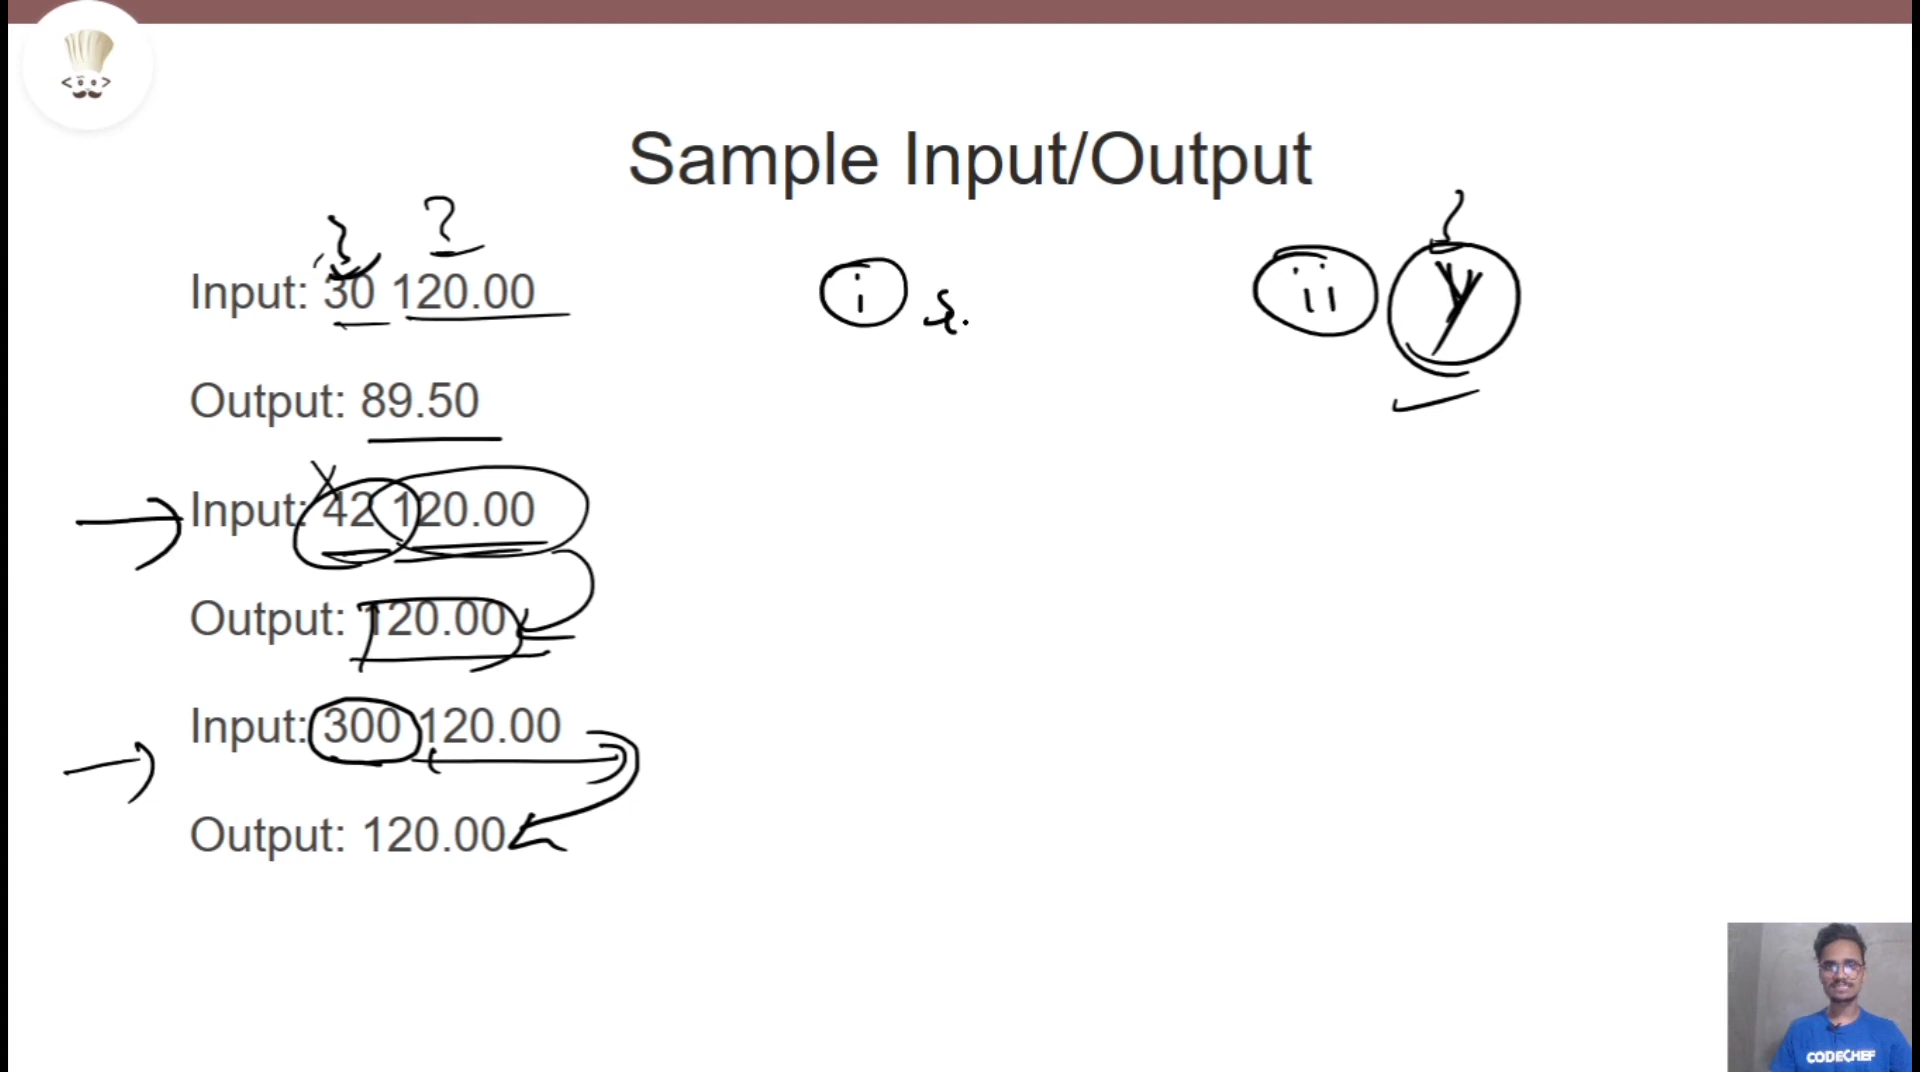 Sample Input/Output
?
Input: 30 120.00
i
ii
y
Output: 89.50
x
Input: 42 120.00
Output: 120.00
Input: 300 120.00
Output: 120.00
CODECHEF